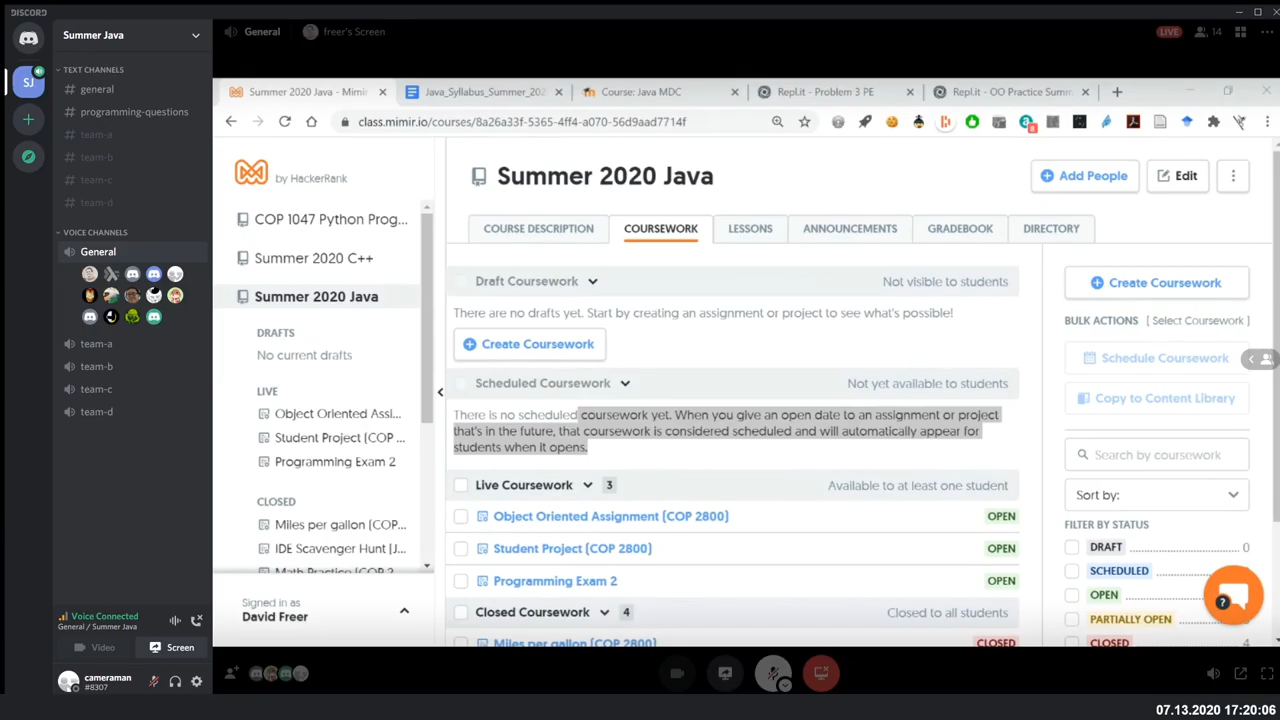 DISCORD
Summer Java
TEXT CHANNELS
# general
# programming-questions
# team-a
# team-b
# team-c
# team-d
VOICE CHANNELS
General
team-a
team-b
team-c
team-d
Voice Connected
General / Summer Java
Video
Screen
cameraman
#8307
SJ
General
freer's Screen
LIVE
14
Summer 2020 Java - Mimir
Java_Syllabus_Summer_202
Course: Java MDC
Repl.it - Problem 3 PE
Repl.it - OO Practice Summ
class.mimir.io/courses/8a26a33f-5365-4ff4-a070-56d9aad7714f
by HackerRank
COP 1047 Python Prog...
Summer 2020 C++
Summer 2020 Java
DRAFTS
No current drafts
LIVE
Object Oriented Assi...
Student Project (COP ...
Programming Exam 2
CLOSED
Miles per gallon (COP...
IDE Scavenger Hunt (J...
Math Practice (COP 2...
Signed in as
David Freer
Summer 2020 Java
Add People
Edit
COURSE DESCRIPTION
COURSEWORK
LESSONS
ANNOUNCEMENTS
GRADEBOOK
DIRECTORY
Draft Coursework
Not visible to students
There are no drafts yet. Start by creating an assignment or project to see what's possible!
Create Coursework
Scheduled Coursework
Not yet available to students
There is no scheduled coursework yet. When you give an open date to an assignment or project
that's in the future, that coursework is considered scheduled and will automatically appear for
students when it opens.
Live Coursework 3
Available to at least one student
Object Oriented Assignment (COP 2800)
OPEN
Student Project (COP 2800)
OPEN
Programming Exam 2
OPEN
Closed Coursework 4
Closed to all students
Miles per gallon (COP 2800)
CLOSED
Create Coursework
BULK ACTIONS [ Select Coursework ]
Schedule Coursework
Copy to Content Library
Search by coursework
Sort by:
FILTER BY STATUS
DRAFT 0
SCHEDULED
OPEN
PARTIALLY OPEN
CLOSED 4
07.13.2020 17:20:06